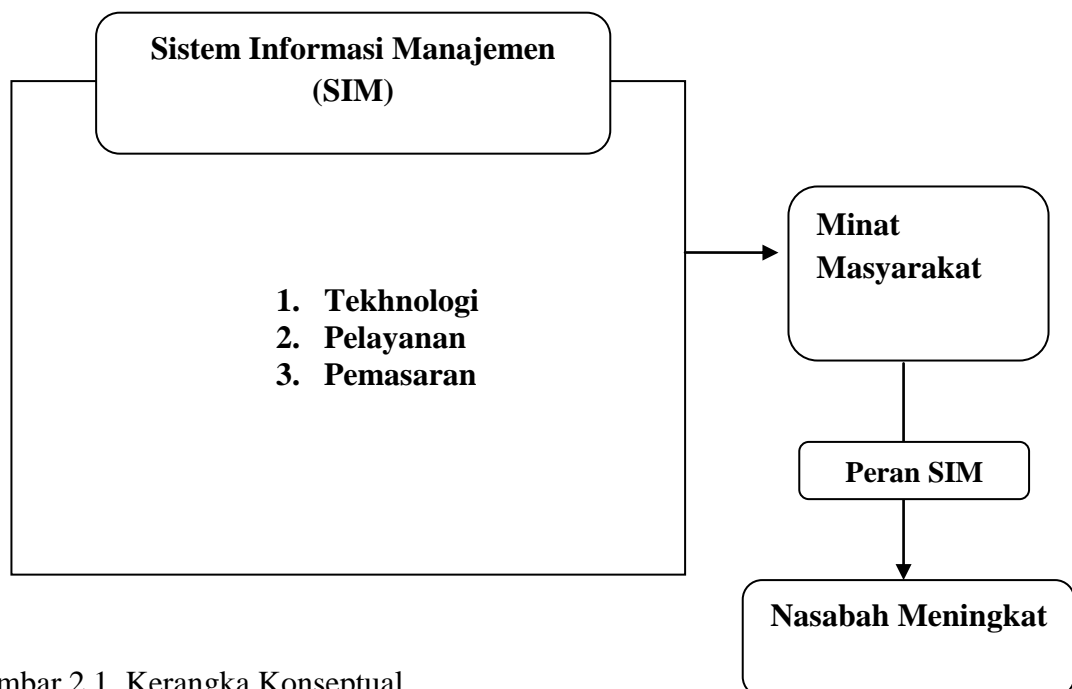 Sistem Informasi Manajemen
(SIM)
Minat
Masyarakat
1. Tekhnologi
2. Pelayanan
3. Pemasaran
Peran SIM
Nasabah Meningkat
mbar 2.1 Kerangka Konseptual